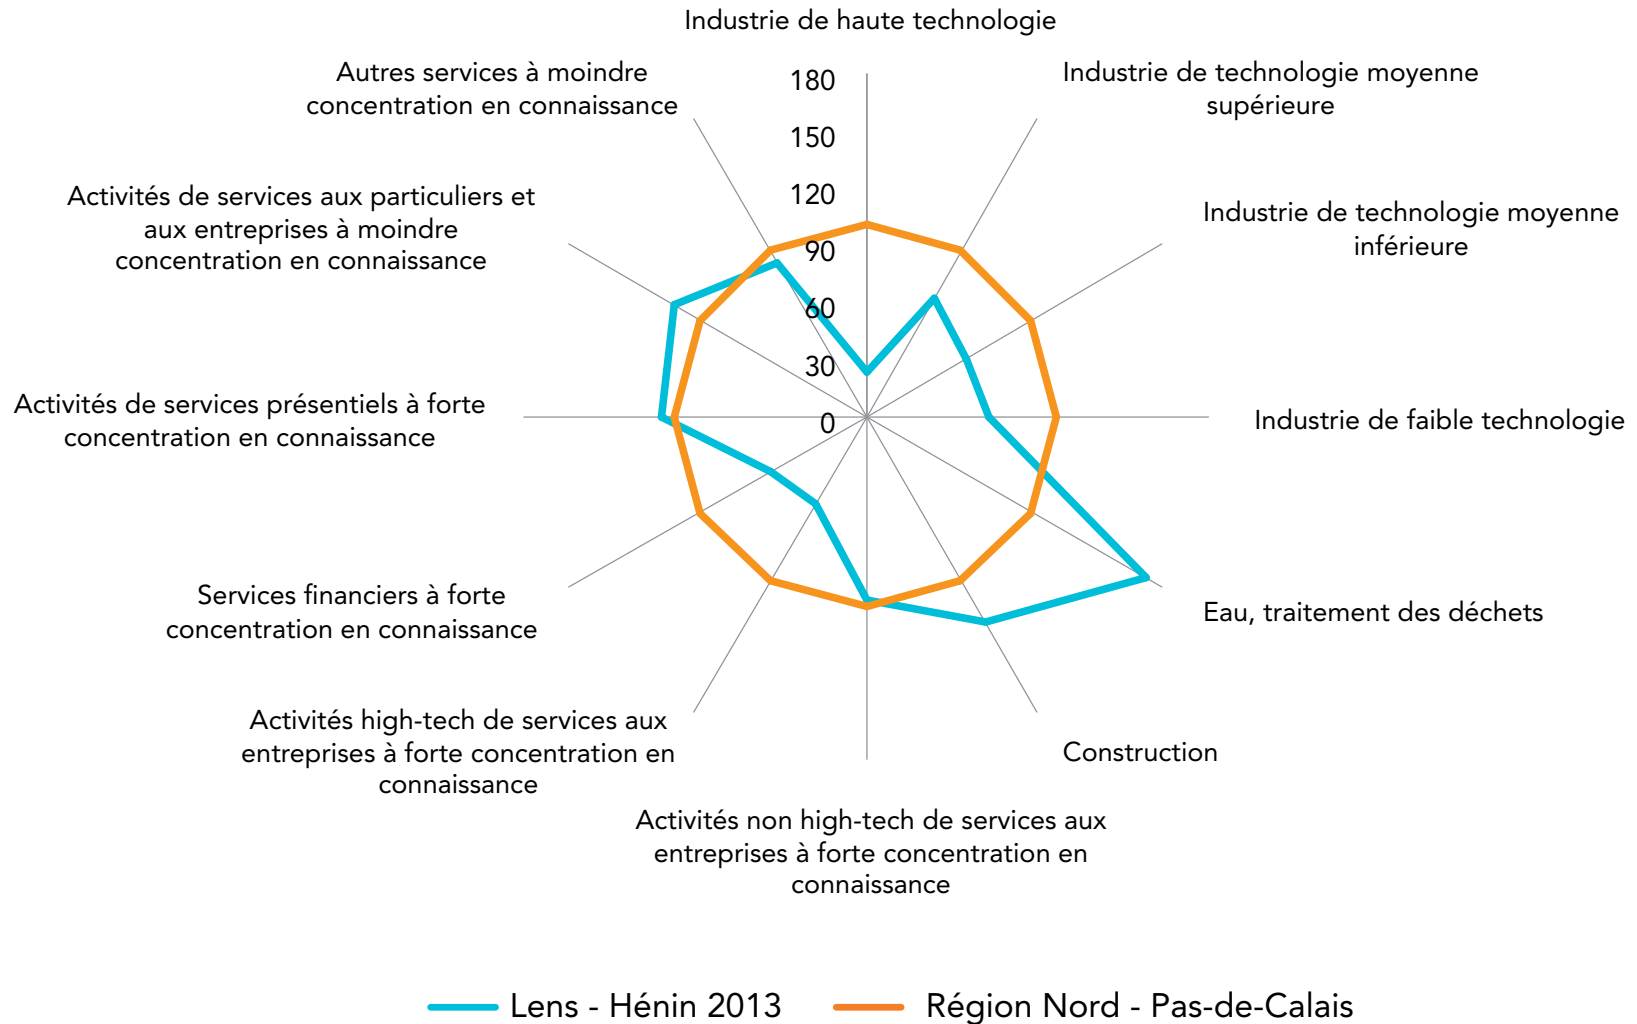 Industrie de haute technologie
Autres services à moindre
concentration en connaissance
Industrie de technologie moyenne
supérieure
180
150
120
90
60
30
0
Activités de services aux particuliers et
aux entreprises à moindre
concentration en connaissance
Industrie de technologie moyenne
inférieure
Activités de services présentiels à forte
concentration en connaissance
Industrie de faible technologie
Services financiers à forte
concentration en connaissance
Eau, traitement des déchets
Activités high-tech de services aux
entreprises à forte concentration en
connaissance
Construction
Activités non high-tech de services aux
entreprises à forte concentration en
connaissance
Lens - Hénin 2013
Région Nord - Pas-de-Calais